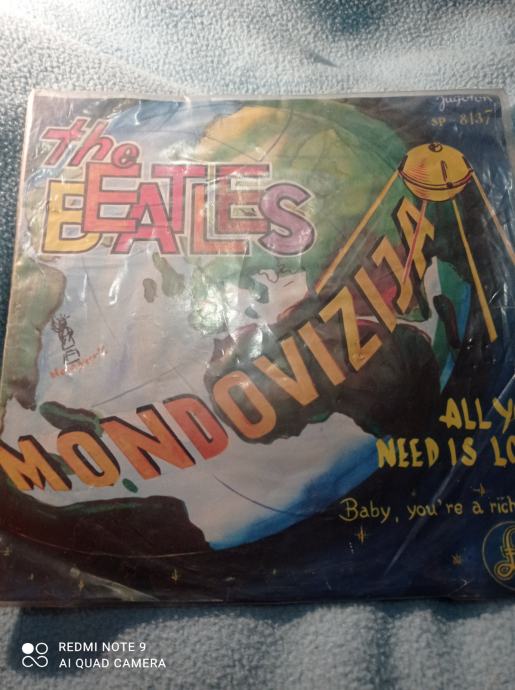 Jugoton
SP 8137
the
BEATLES
MONDOVIZIJA
ALL Y
NEED IS LO
Baby, you're a rich
REDMI NOTE 9
AI QUAD CAMERA